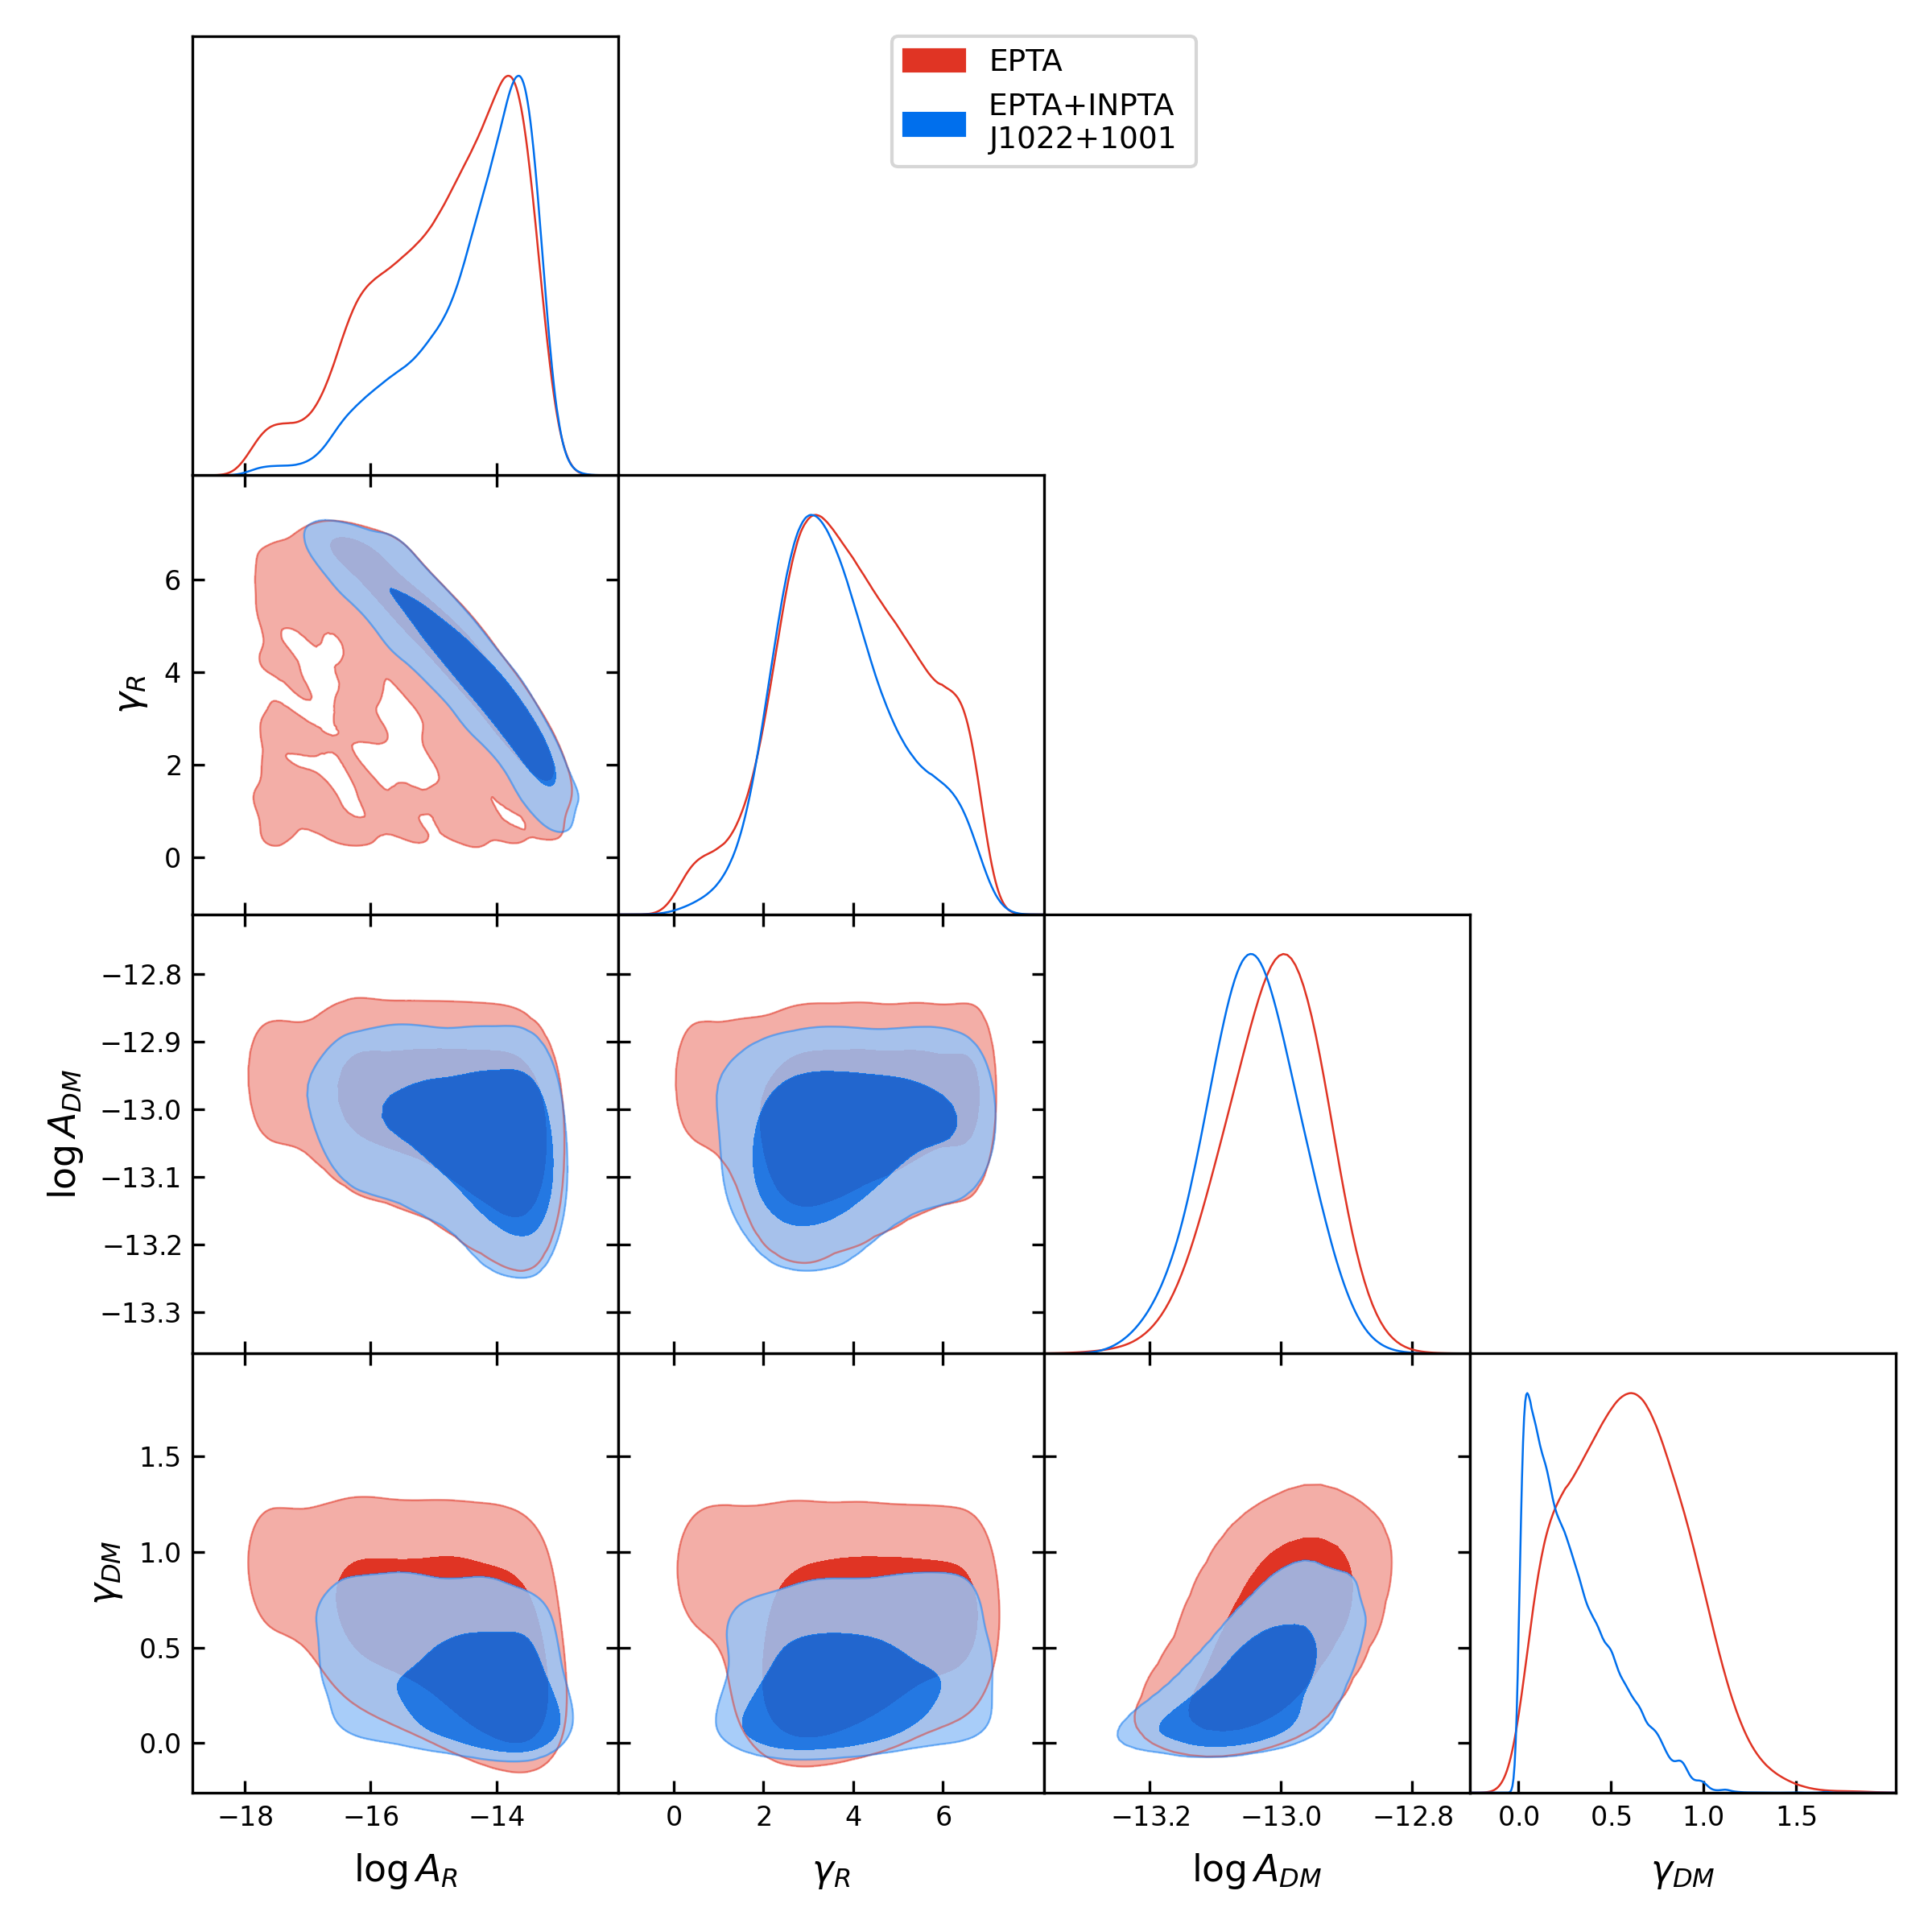 EPTA
EPTA+INPTA
J1022+1001
γ_R
6
4
2
0
log A_DM
−12.8
−12.9
−13.0
−13.1
−13.2
−13.3
γ_DM
1.5
1.0
0.5
0.0
−18 −16 −14 0 2 4 6 −13.2 −13.0 −12.8 0.0 0.5 1.0 1.5
log A_R γ_R log A_DM γ_DM